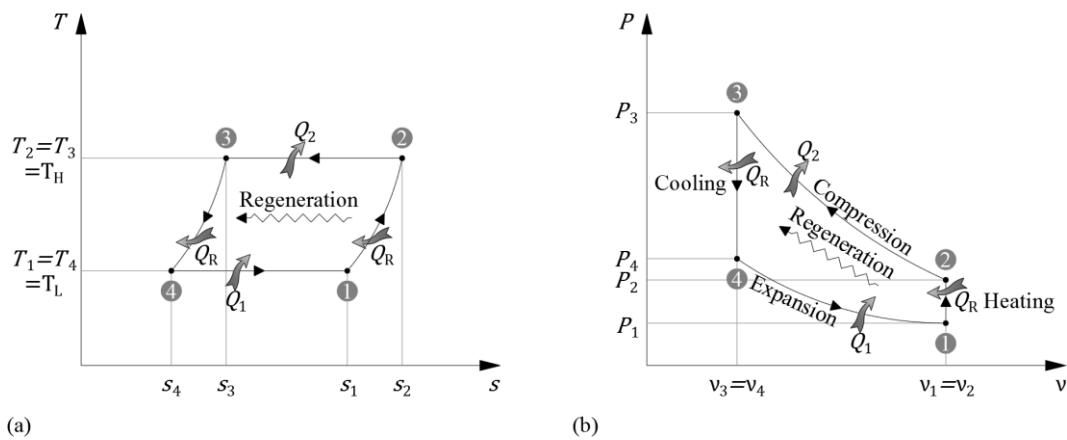 T
P
3
Q2
2
T2=T3
=TH
Regeneration
T1=T4
=TL
QR
QR
4
Q1
1
s4
s3
s1
s2
s
(a)
3
P3
QR
Q2
Cooling
Compression
Regeneration
P4
P2
2
4
Expansion
QR Heating
P1
Q1
1
ν3=ν4
ν1=ν2
ν
(b)